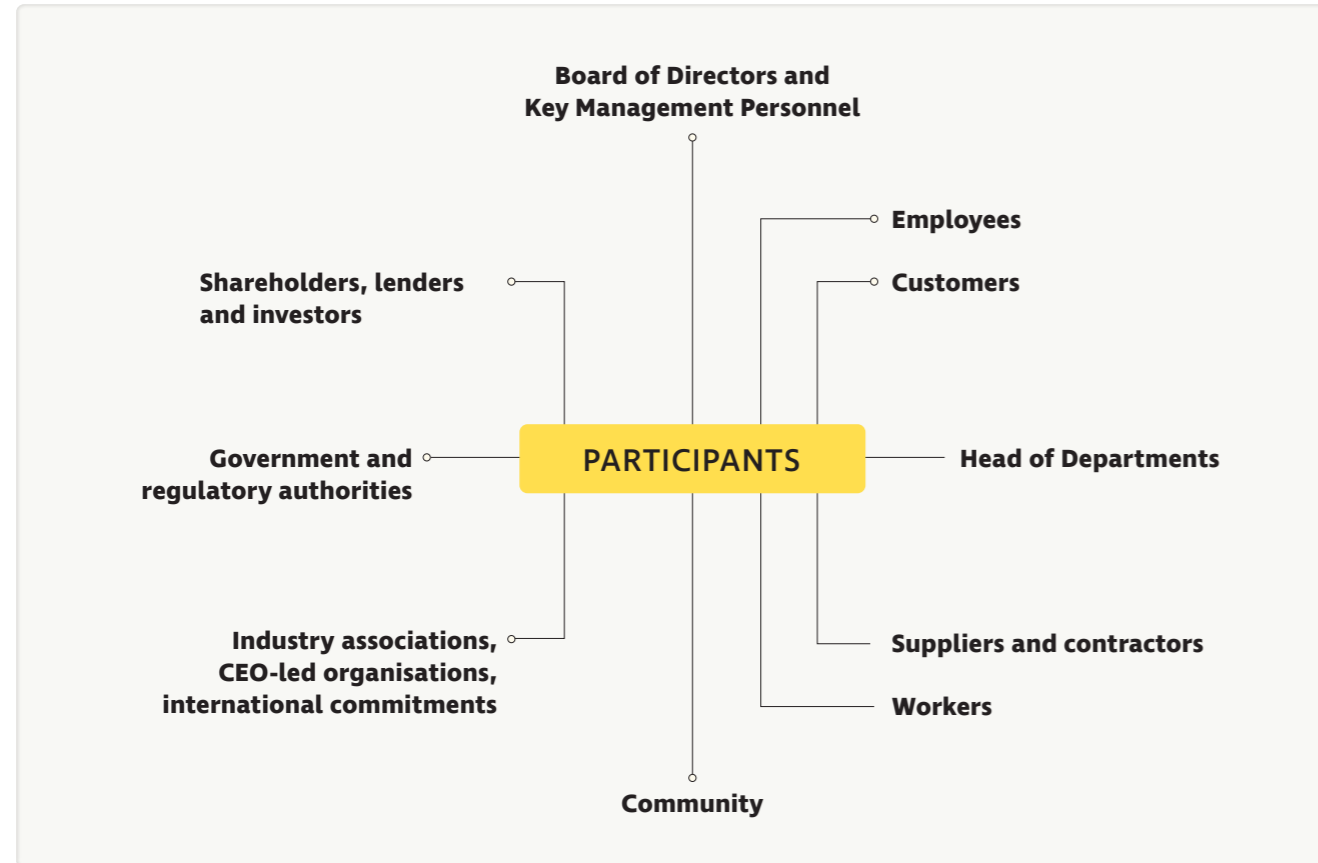 Board of Directors and
Key Management Personnel
Employees
Shareholders, lenders
and investors
Customers
Government and
regulatory authorities
PARTICIPANTS
Head of Departments
Industry associations,
CEO-led organisations,
international commitments
Suppliers and contractors
Workers
Community